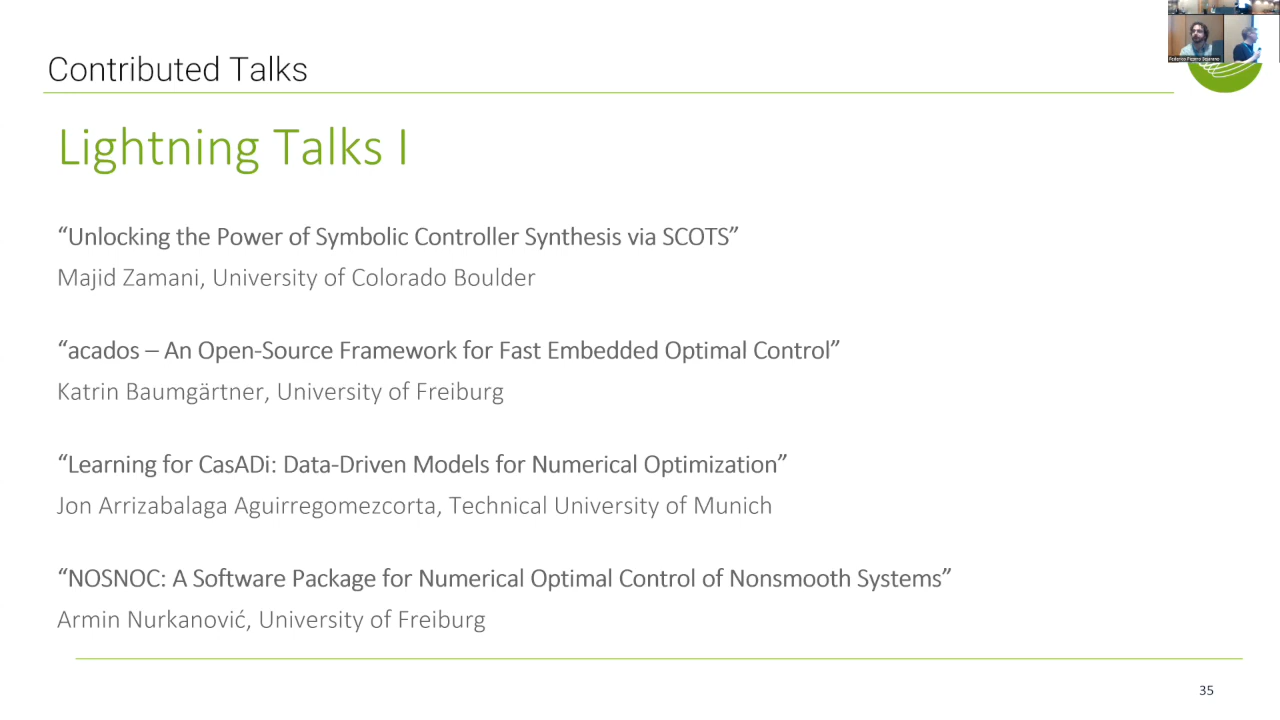 Contributed Talks
Lightning Talks I
“Unlocking the Power of Symbolic Controller Synthesis via SCOTS”
Majid Zamani, University of Colorado Boulder
“acados – An Open-Source Framework for Fast Embedded Optimal Control”
Katrin Baumgärtner, University of Freiburg
“Learning for CasADi: Data-Driven Models for Numerical Optimization”
Jon Arrizabalaga Aguirregomezcorta, Technical University of Munich
“NOSNOC: A Software Package for Numerical Optimal Control of Nonsmooth Systems”
Armin Nurkanović, University of Freiburg
35